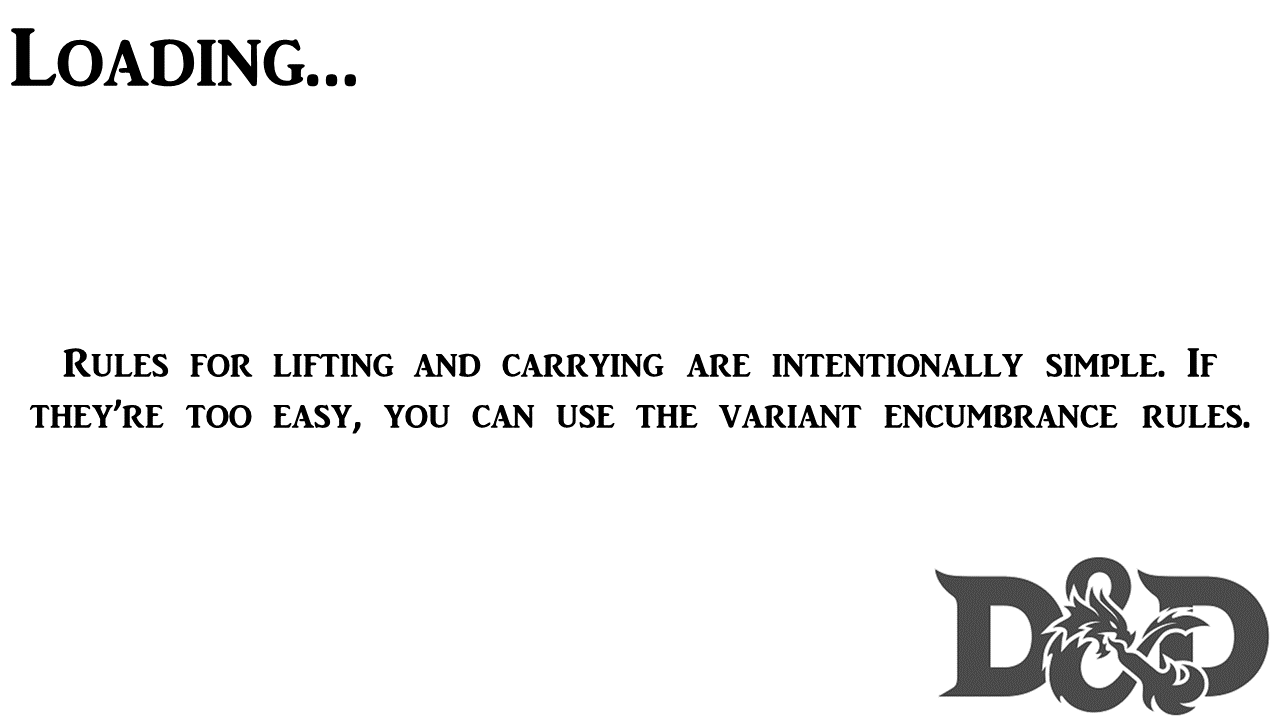 Loading...
Rules for lifting and carrying are intentionally simple. If
they're too easy, you can use the variant encumbrance rules.
D&D